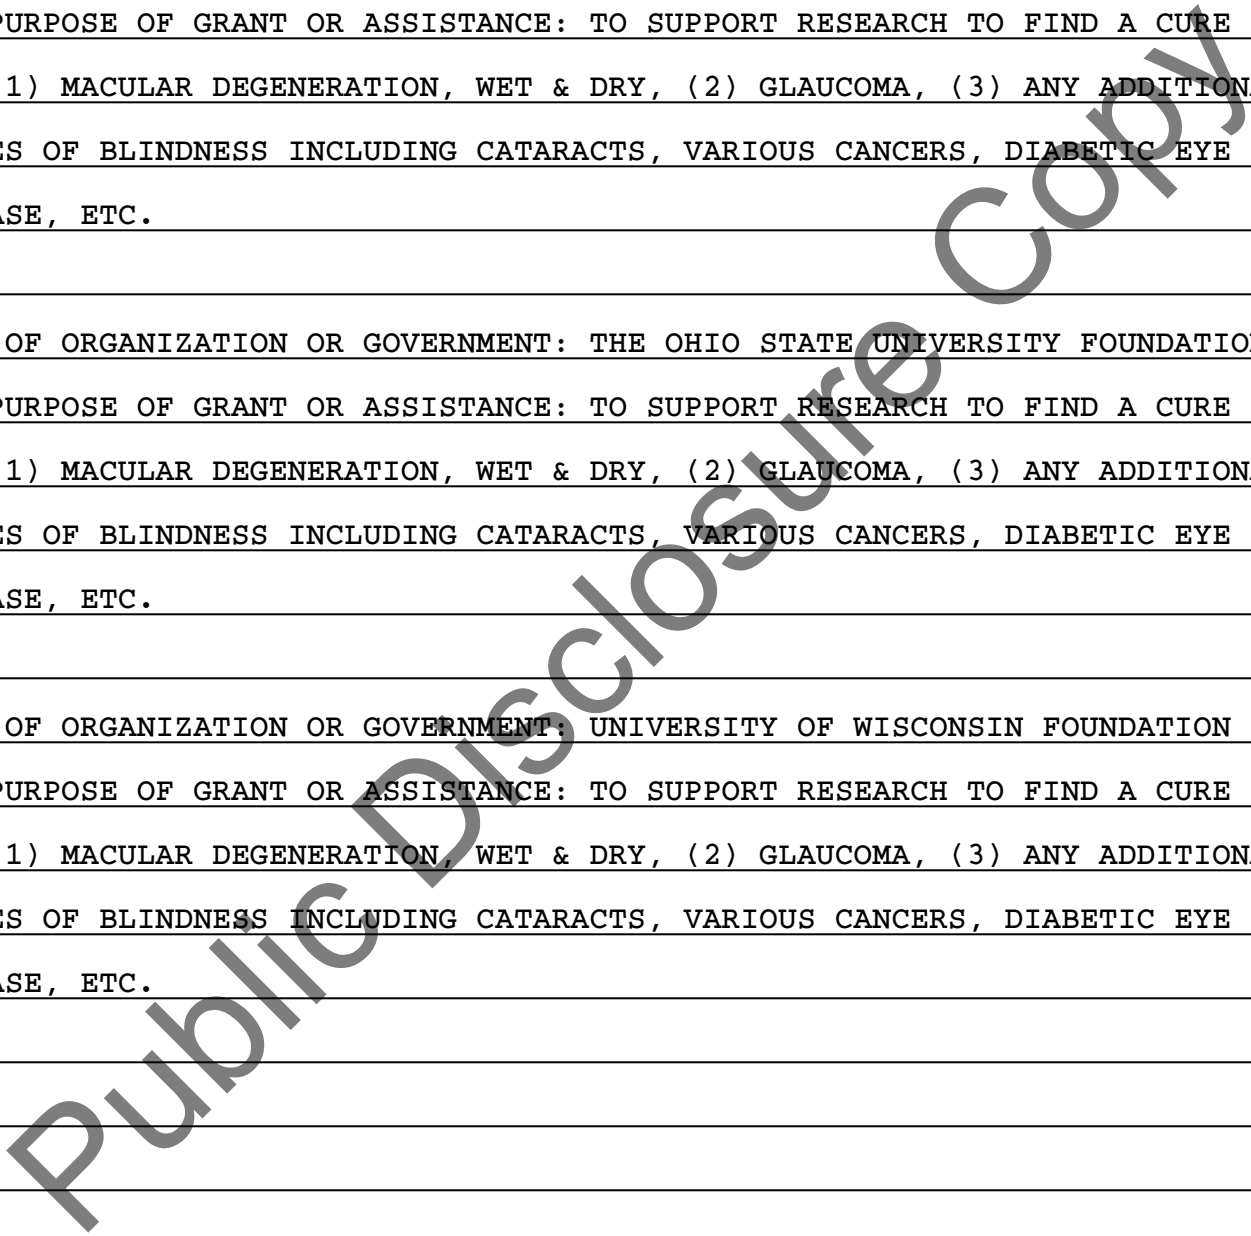 PURPOSE OF GRANT OR ASSISTANCE: TO SUPPORT RESEARCH TO FIND A CURE
1) MACULAR DEGENERATION, WET & DRY, (2) GLAUCOMA, (3) ANY ADDITIONA
ES OF BLINDNESS INCLUDING CATARACTS, VARIOUS CANCERS, DIABETIC EYE
ASE, ETC.
OF ORGANIZATION OR GOVERNMENT: THE OHIO STATE UNIVERSITY FOUNDATION
PURPOSE OF GRANT OR ASSISTANCE: TO SUPPORT RESEARCH TO FIND A CURE
1) MACULAR DEGENERATION, WET & DRY, (2) GLAUCOMA, (3) ANY ADDITIONA
ES OF BLINDNESS INCLUDING CATARACTS, VARIOUS CANCERS, DIABETIC EYE
ASE, ETC.
OF ORGANIZATION OR GOVERNMENT: UNIVERSITY OF WISCONSIN FOUNDATION
PURPOSE OF GRANT OR ASSISTANCE: TO SUPPORT RESEARCH TO FIND A CURE
1) MACULAR DEGENERATION, WET & DRY, (2) GLAUCOMA, (3) ANY ADDITIONA
ES OF BLINDNESS INCLUDING CATARACTS, VARIOUS CANCERS, DIABETIC EYE
ASE, ETC.
Public Disclosure Copy